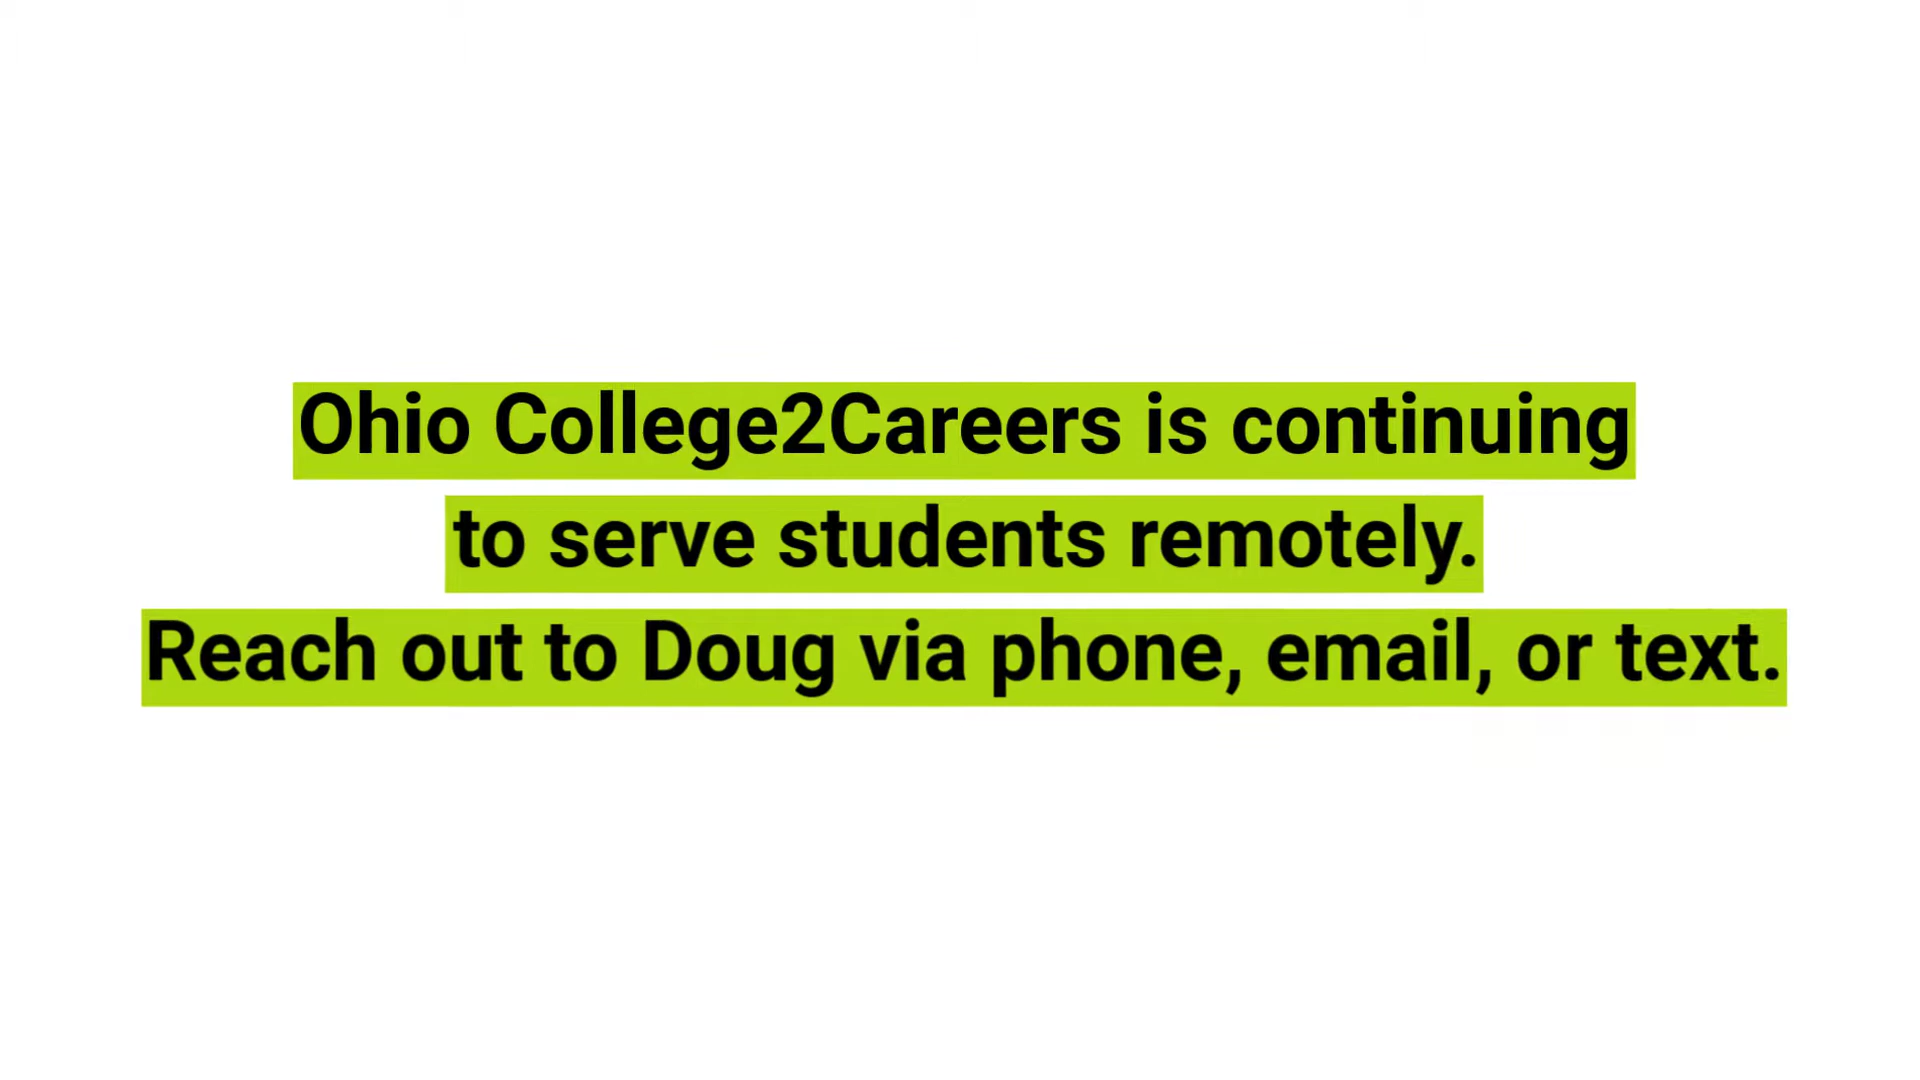 Ohio College2Careers is continuing
to serve students remotely.
Reach out to Doug via phone, email, or text.